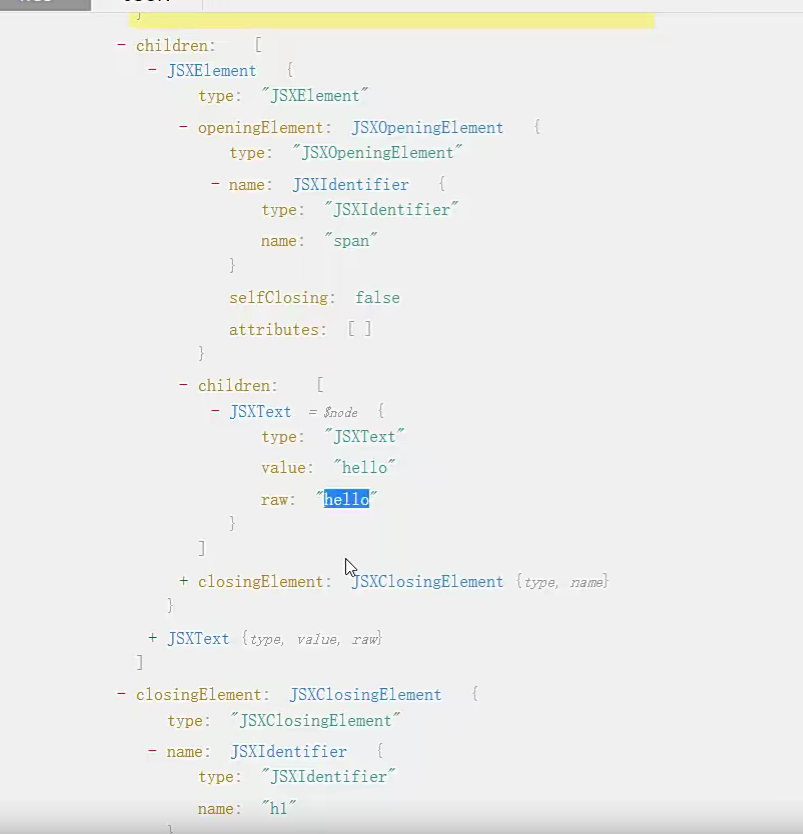 }
- children: [
- JSXElement {
type: "JSXElement"
- openingElement: JSXOpeningElement {
type: "JSXOpeningElement"
- name: JSXIdentifier {
type: "JSXIdentifier"
name: "span"
}
selfClosing: false
attributes: [ ]
}
- children: [
- JSXText = $node {
type: "JSXText"
value: "hello"
raw: "hello"
}
]
+ closingElement: JSXClosingElement {type, name}
}
+ JSXText {type, value, raw}
]
- closingElement: JSXClosingElement {
type: "JSXClosingElement"
- name: JSXIdentifier {
type: "JSXIdentifier"
name: "h1"
}